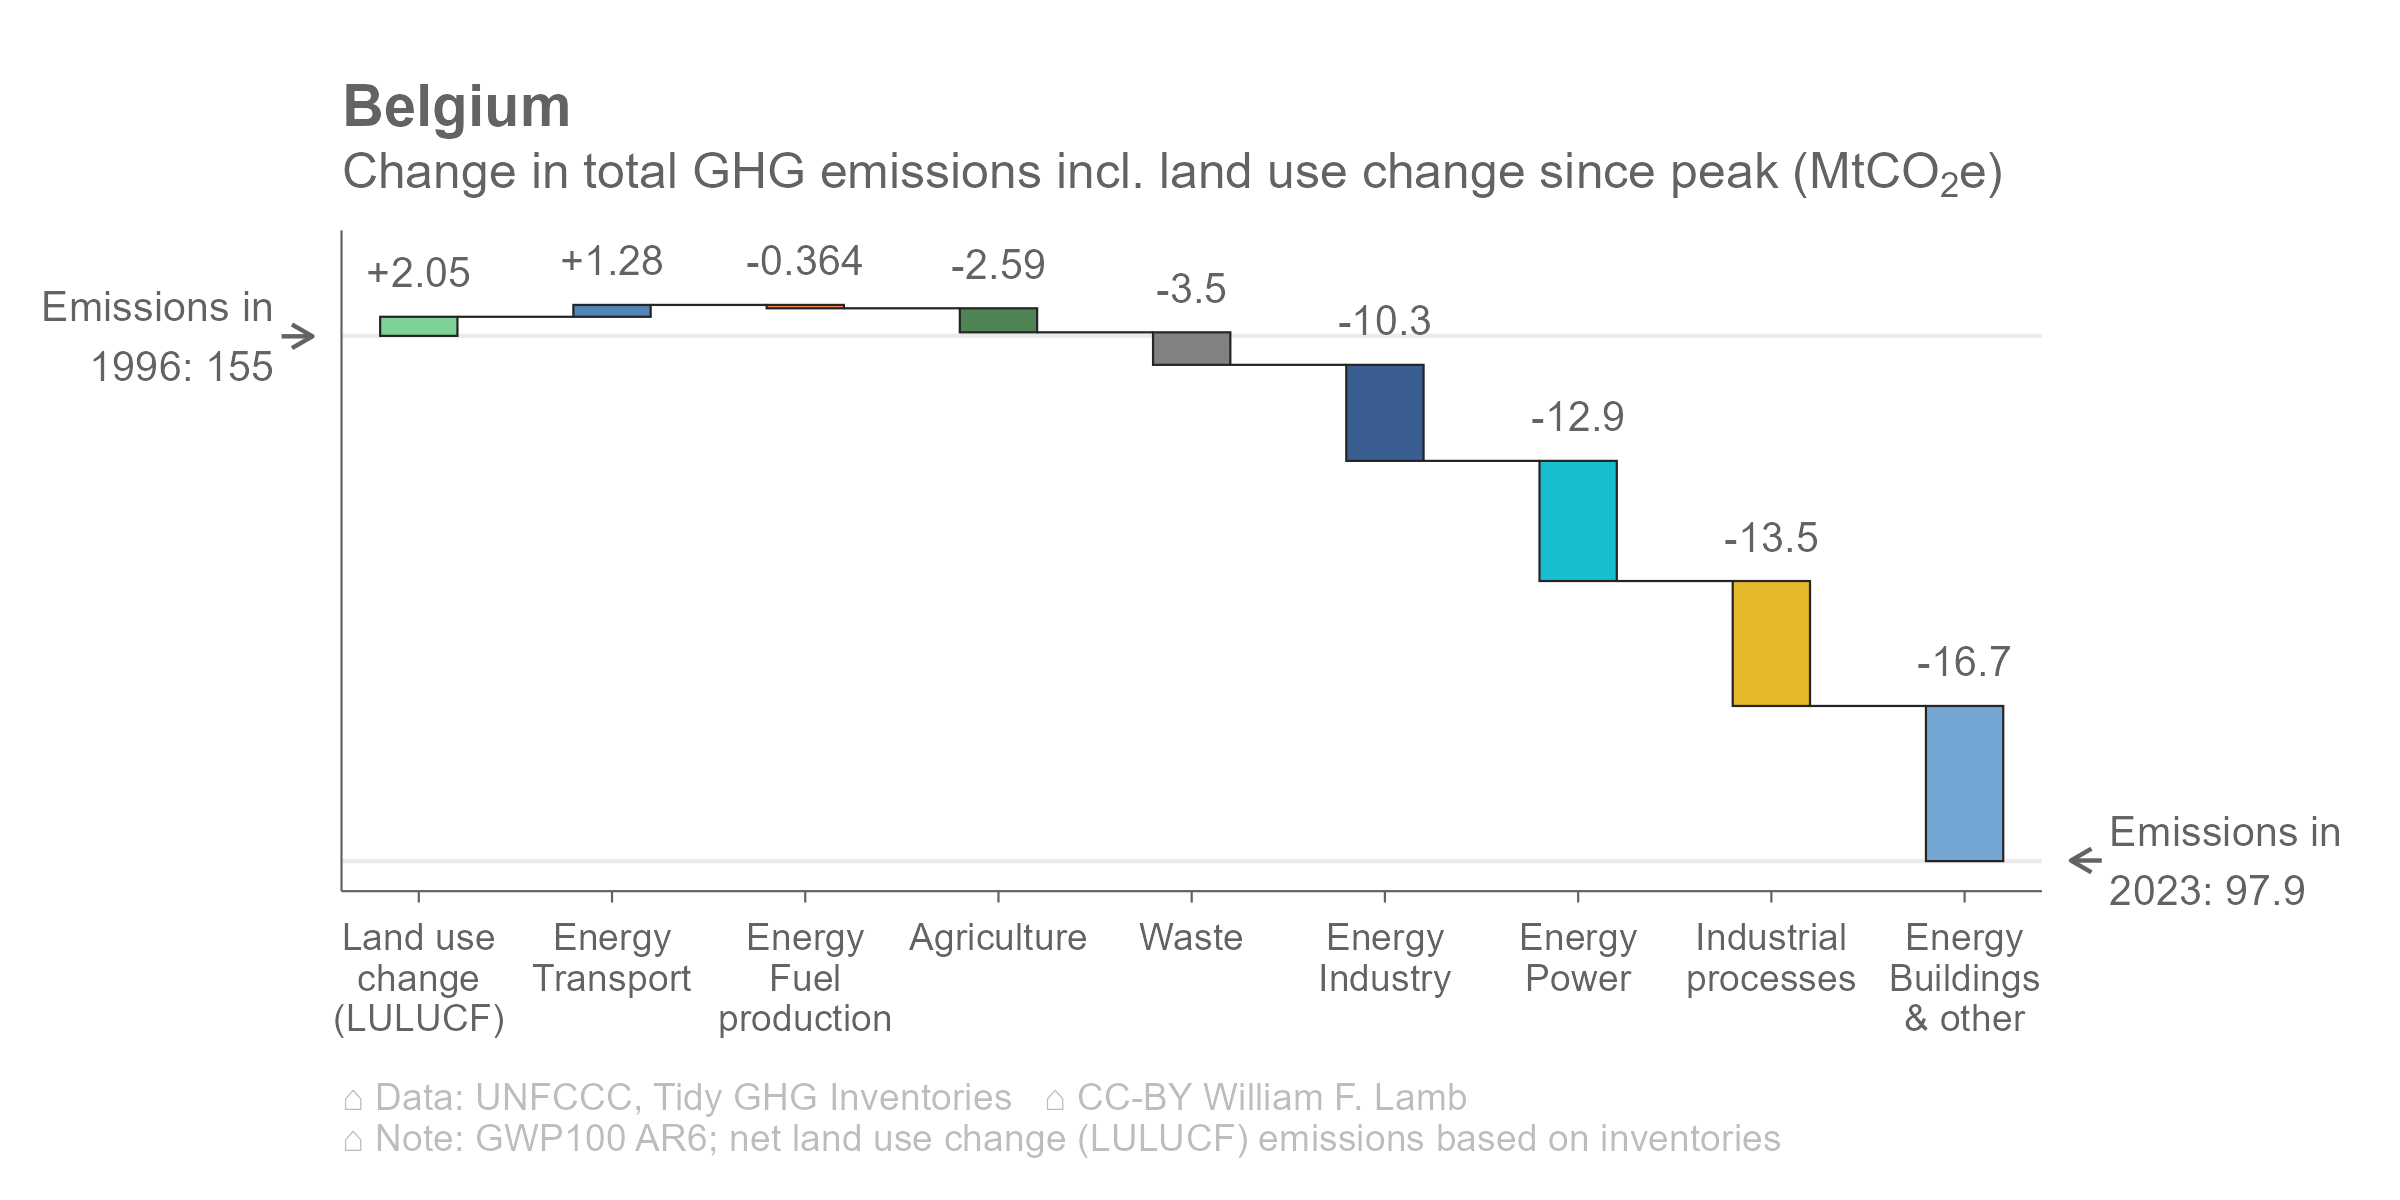 Belgium
Change in total GHG emissions incl. land use change since peak (MtCO₂e)
+2.05
+1.28
-0.364
-2.59
-3.5
-10.3
-12.9
-13.5
-16.7
Emissions in
1996: 155
Emissions in
2023: 97.9
Land use
change
(LULUCF)
Energy
Transport
Energy
Fuel
production
Agriculture
Waste
Energy
Industry
Energy
Power
Industrial
processes
Energy
Buildings
& other
⌂ Data: UNFCCC, Tidy GHG Inventories ⌂ CC-BY William F. Lamb
⌂ Note: GWP100 AR6; net land use change (LULUCF) emissions based on inventories